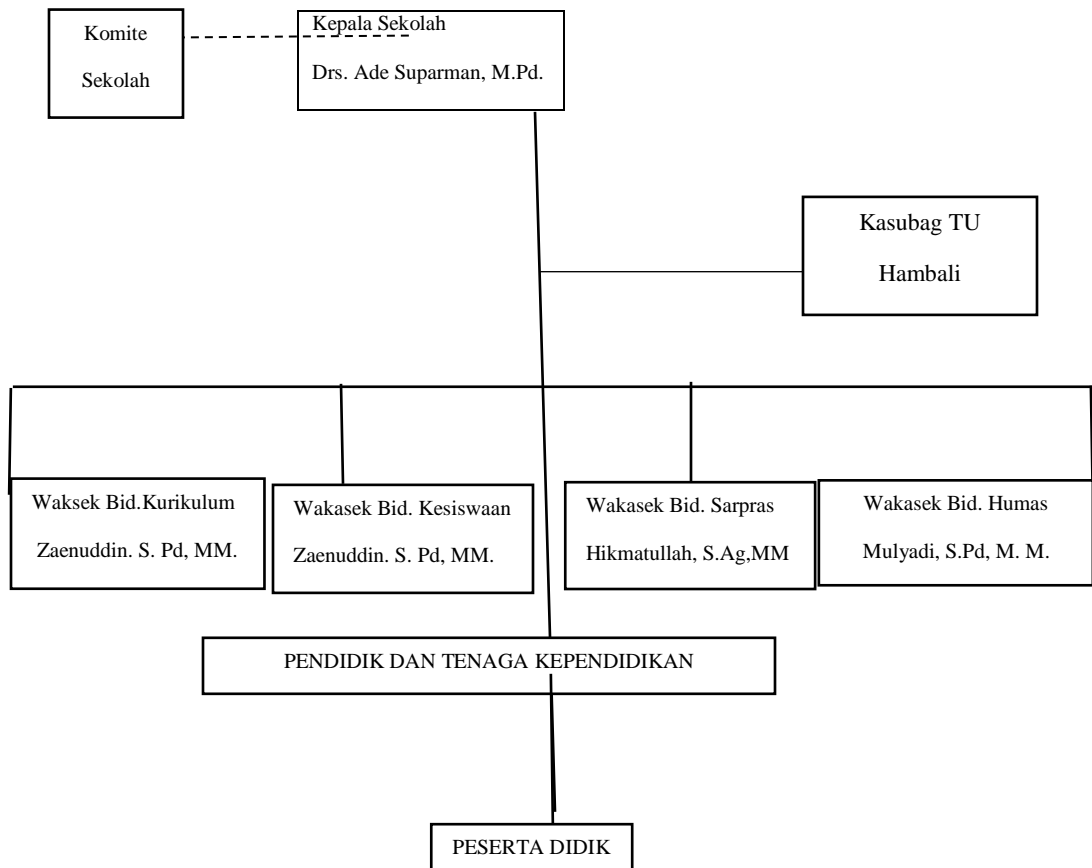 Komite
Sekolah
Kepala Sekolah
Drs. Ade Suparman, M.Pd.
Kasubag TU
Hambali
Waksek Bid.Kurikulum
Zaenuddin. S. Pd, MM.
Wakasek Bid. Kesiswaan
Zaenuddin. S. Pd, MM.
Wakasek Bid. Sarpras
Hikmatullah, S.Ag,MM
Wakasek Bid. Humas
Mulyadi, S.Pd, M. M.
PENDIDIK DAN TENAGA KEPENDIDIKAN
PESERTA DIDIK